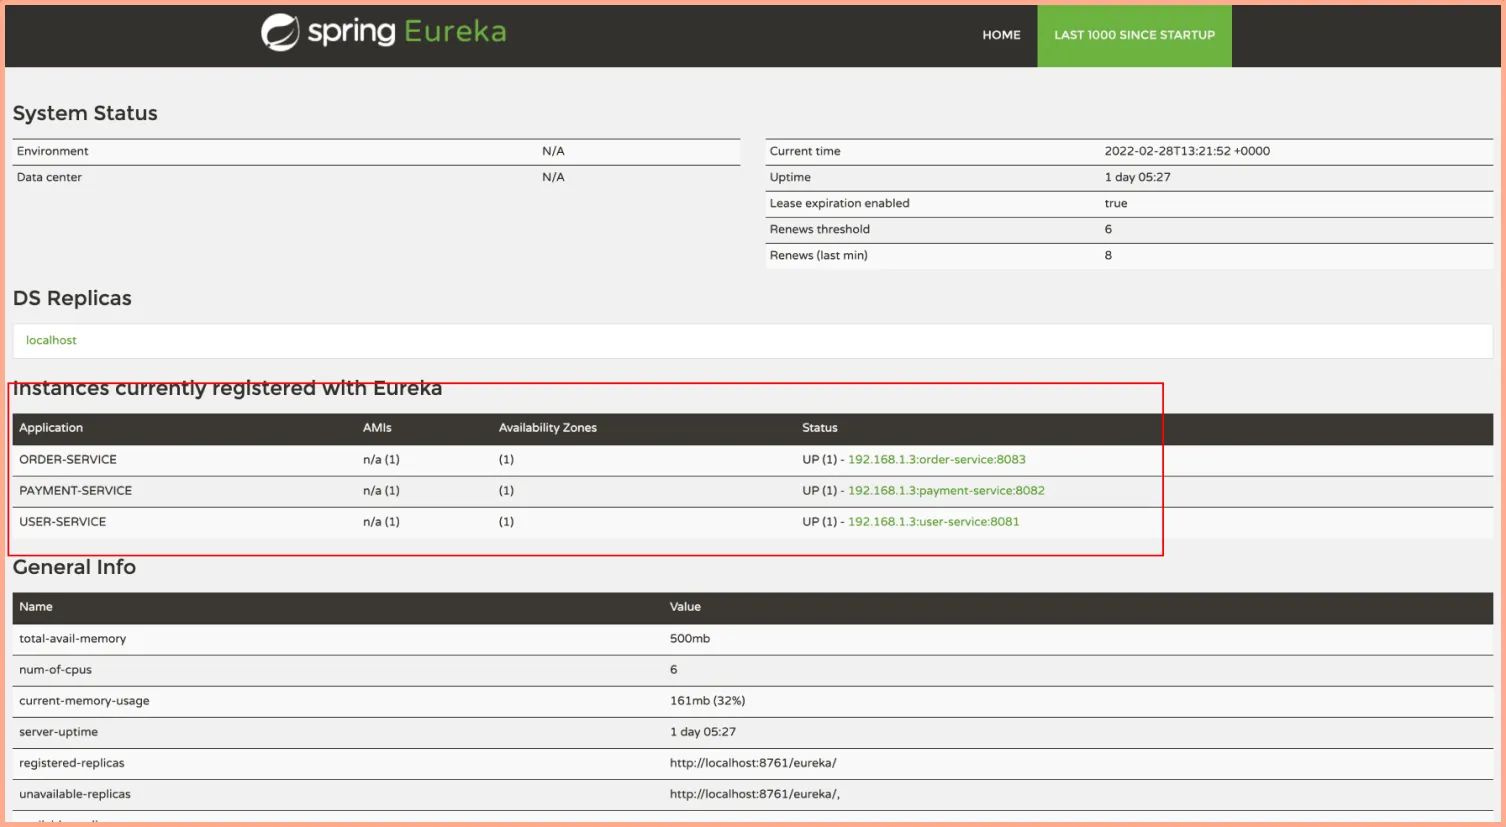 spring Eureka
HOME
LAST 1000 SINCE STARTUP
System Status
Environment N/A
Data center N/A
Current time 2022-02-28T13:21:52 +0000
Uptime 1 day 05:27
Lease expiration enabled true
Renews threshold 6
Renews (last min) 8
DS Replicas
localhost
Instances currently registered with Eureka
Application AMIs Availability Zones Status
ORDER-SERVICE n/a (1) (1) UP (1) - 192.168.1.3:order-service:8083
PAYMENT-SERVICE n/a (1) (1) UP (1) - 192.168.1.3:payment-service:8082
USER-SERVICE n/a (1) (1) UP (1) - 192.168.1.3:user-service:8081
General Info
Name Value
total-avail-memory 500mb
num-of-cpus 6
current-memory-usage 161mb (32%)
server-uptime 1 day 05:27
registered-replicas http://localhost:8761/eureka/
unavailable-replicas http://localhost:8761/eureka/,